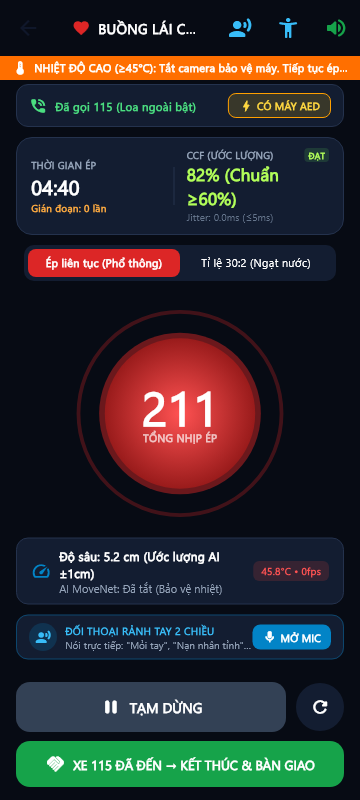 BUỒNG LÁI C...
NHIỆT ĐỘ CAO (≥45°C): Tắt camera bảo vệ máy. Tiếp tục ép...
Đã gọi 115 (Loa ngoài bật)
CÓ MÁY AED
THỜI GIAN ÉP
04:40
Gián đoạn: 0 lần
CCF (ƯỚC LƯỢNG)
ĐẠT
82% (Chuẩn
≥60%)
Jitter: 0.0ms (≤5ms)
Ép liên tục (Phổ thông)
Tỉ lệ 30:2 (Ngạt nước)
211
TỔNG NHỊP ÉP
Độ sâu: 5.2 cm (Ước lượng AI
±1cm)
AI MoveNet: Đã tắt (Bảo vệ nhiệt)
45.8°C • 0fps
ĐỐI THOẠI RẢNH TAY 2 CHIỀU
Nói trực tiếp: "Mỏi tay", "Nạn nhân tỉnh"...
MỞ MIC
TẠM DỪNG
XE 115 ĐÃ ĐẾN → KẾT THÚC & BÀN GIAO